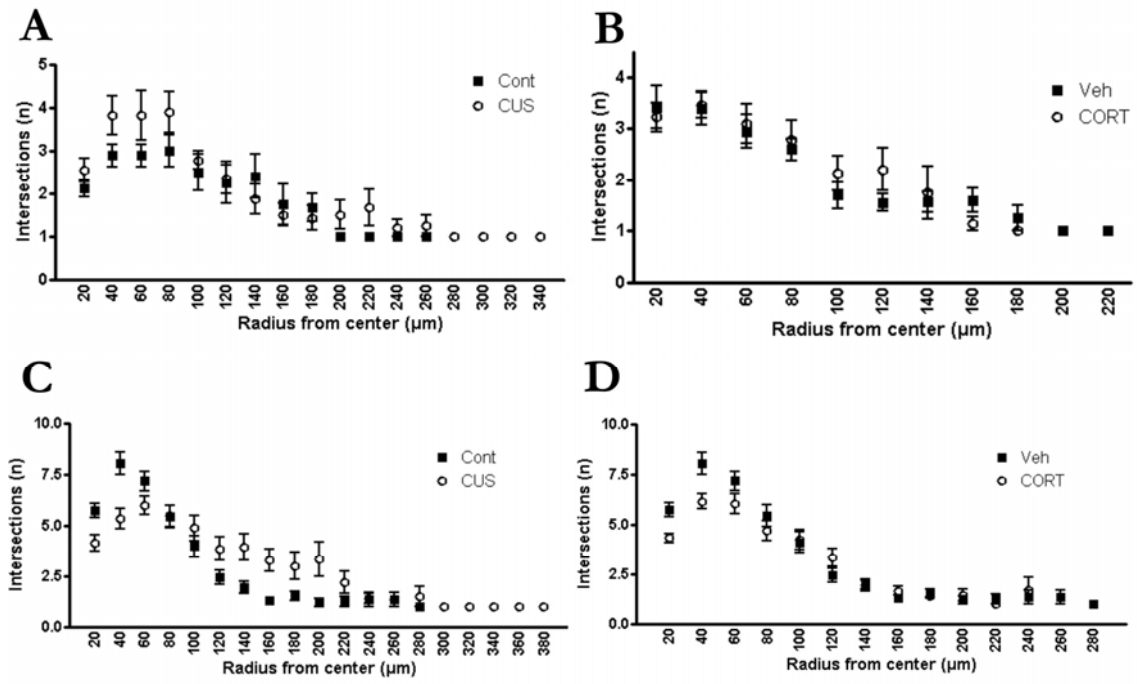 A
5
4
3
2
1
0
Intersections (n)
Cont
CUS
20 40 60 80 100 120 140 160 180 200 220 240 260 280 300 320 340
Radius from center (µm)
B
4
3
2
1
0
Intersections (n)
Veh
CORT
20 40 60 80 100 120 140 160 180 200 220
Radius from center (µm)
C
10.0
7.5
5.0
2.5
0.0
Intersections (n)
Cont
CUS
20 40 60 80 100 120 140 160 180 200 220 240 260 280 300 320 340 360 380
Radius from center (µm)
D
10.0
7.5
5.0
2.5
0.0
Intersections (n)
Veh
CORT
20 40 60 80 100 120 140 160 180 200 220 240 260 280
Radius from center (µm)